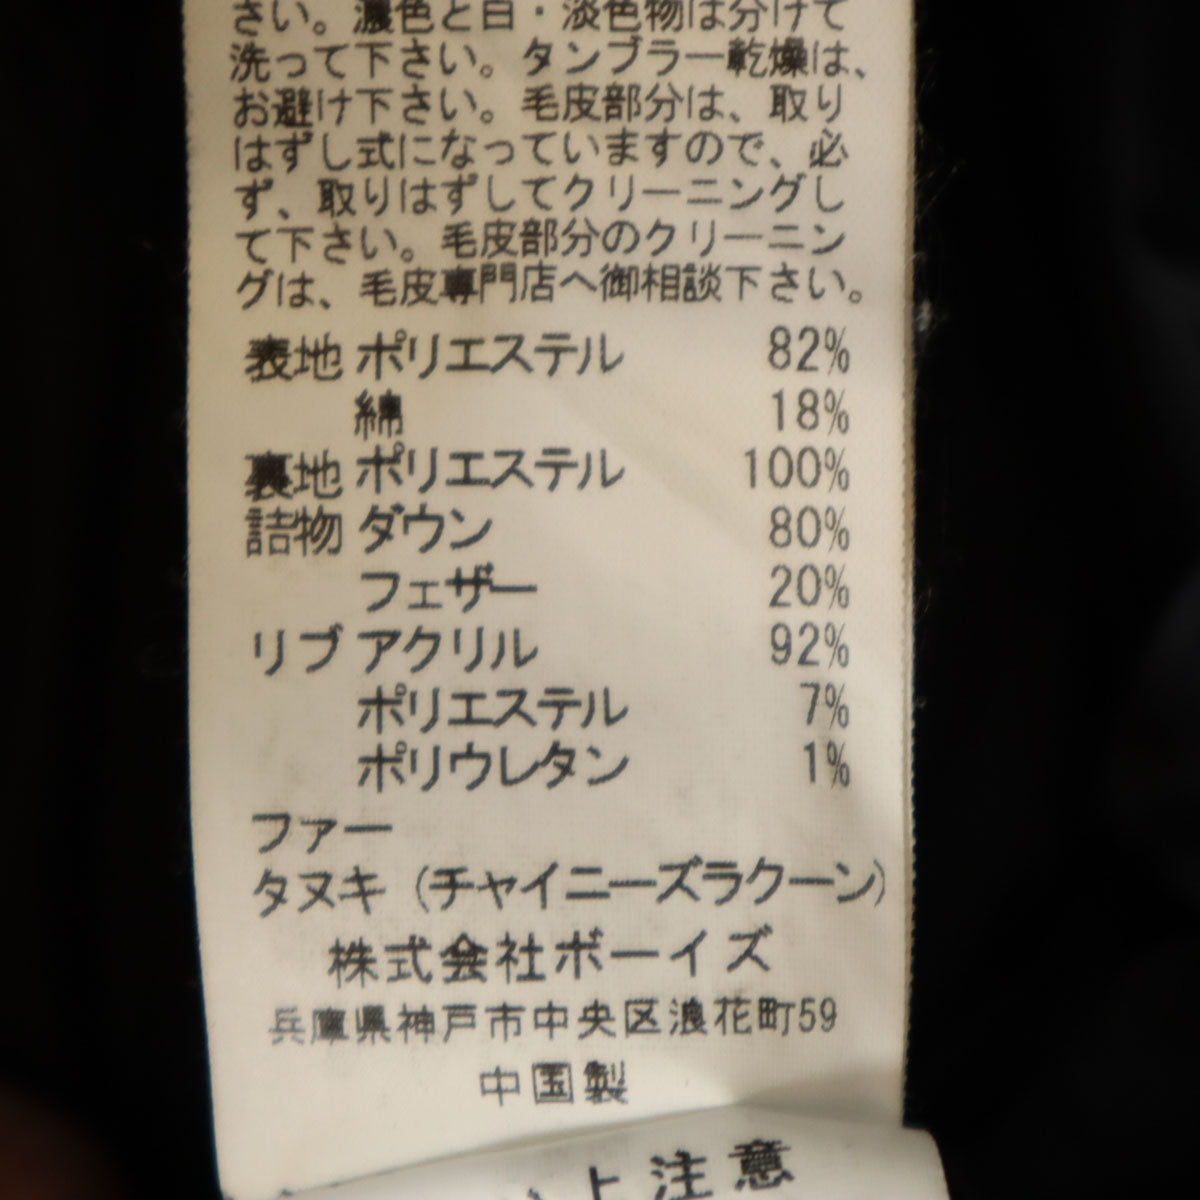 さい。濃色と白・淡色物は分けて
洗って下さい。タンブラー乾燥は、
お避け下さい。毛皮部分は、取り
はずし式になっていますので、必
ず、取りはずしてクリーニングし
て下さい。毛皮部分のクリーニン
グは、毛皮専門店へ御相談下さい。
表地 ポリエステル 82%
綿 18%
裏地 ポリエステル 100%
詰物 ダウン 80%
フェザー 20%
リブ アクリル 92%
ポリエステル 7%
ポリウレタン 1%
ファー
タヌキ (チャイニーズラクーン)
株式会社ボーイズ
兵庫県神戸市中央区浪花町59
中国製
上注意